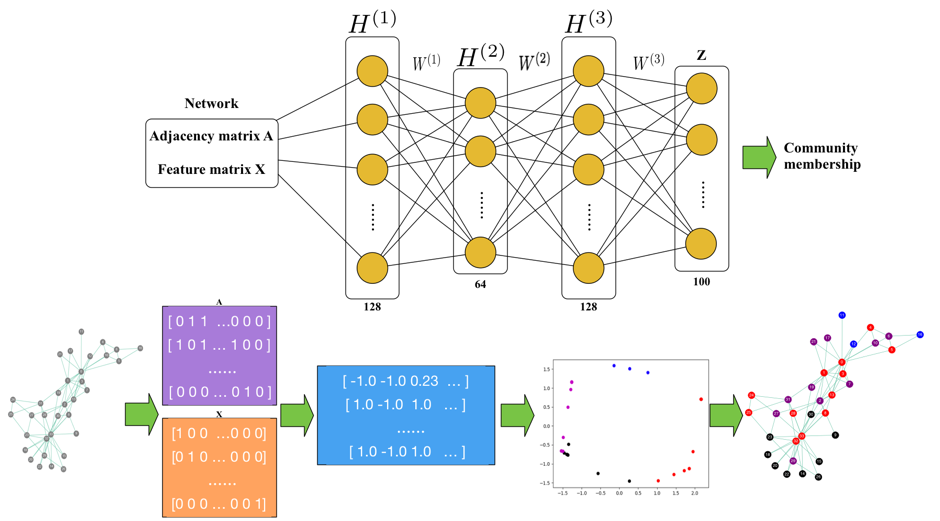 H(1)
W(1)
H(2)
W(2)
H(3)
W(3)
Z
Network
Adjacency matrix A
Feature matrix X
Community
membership
128
64
128
100
A
[ 0 1 1 ...0 0 0 ]
[ 1 0 1 ... 1 0 0 ]
......
[ 0 0 0 ... 0 1 0 ]
X
[ 1 0 0 ...0 0 0]
[0 1 0 ... 0 0 0]
......
[0 0 0 ... 0 0 1]
[ -1.0 -1.0 0.23 ... ]
[ 1.0 -1.0 1.0 ... ]
......
[ 1.0 -1.0 1.0 ... ]
1.5
1.0
0.5
0.0
−0.5
−1.0
−1.5
−1.5 −1.0 −0.5 0.0 0.5 1.0 1.5 2.0